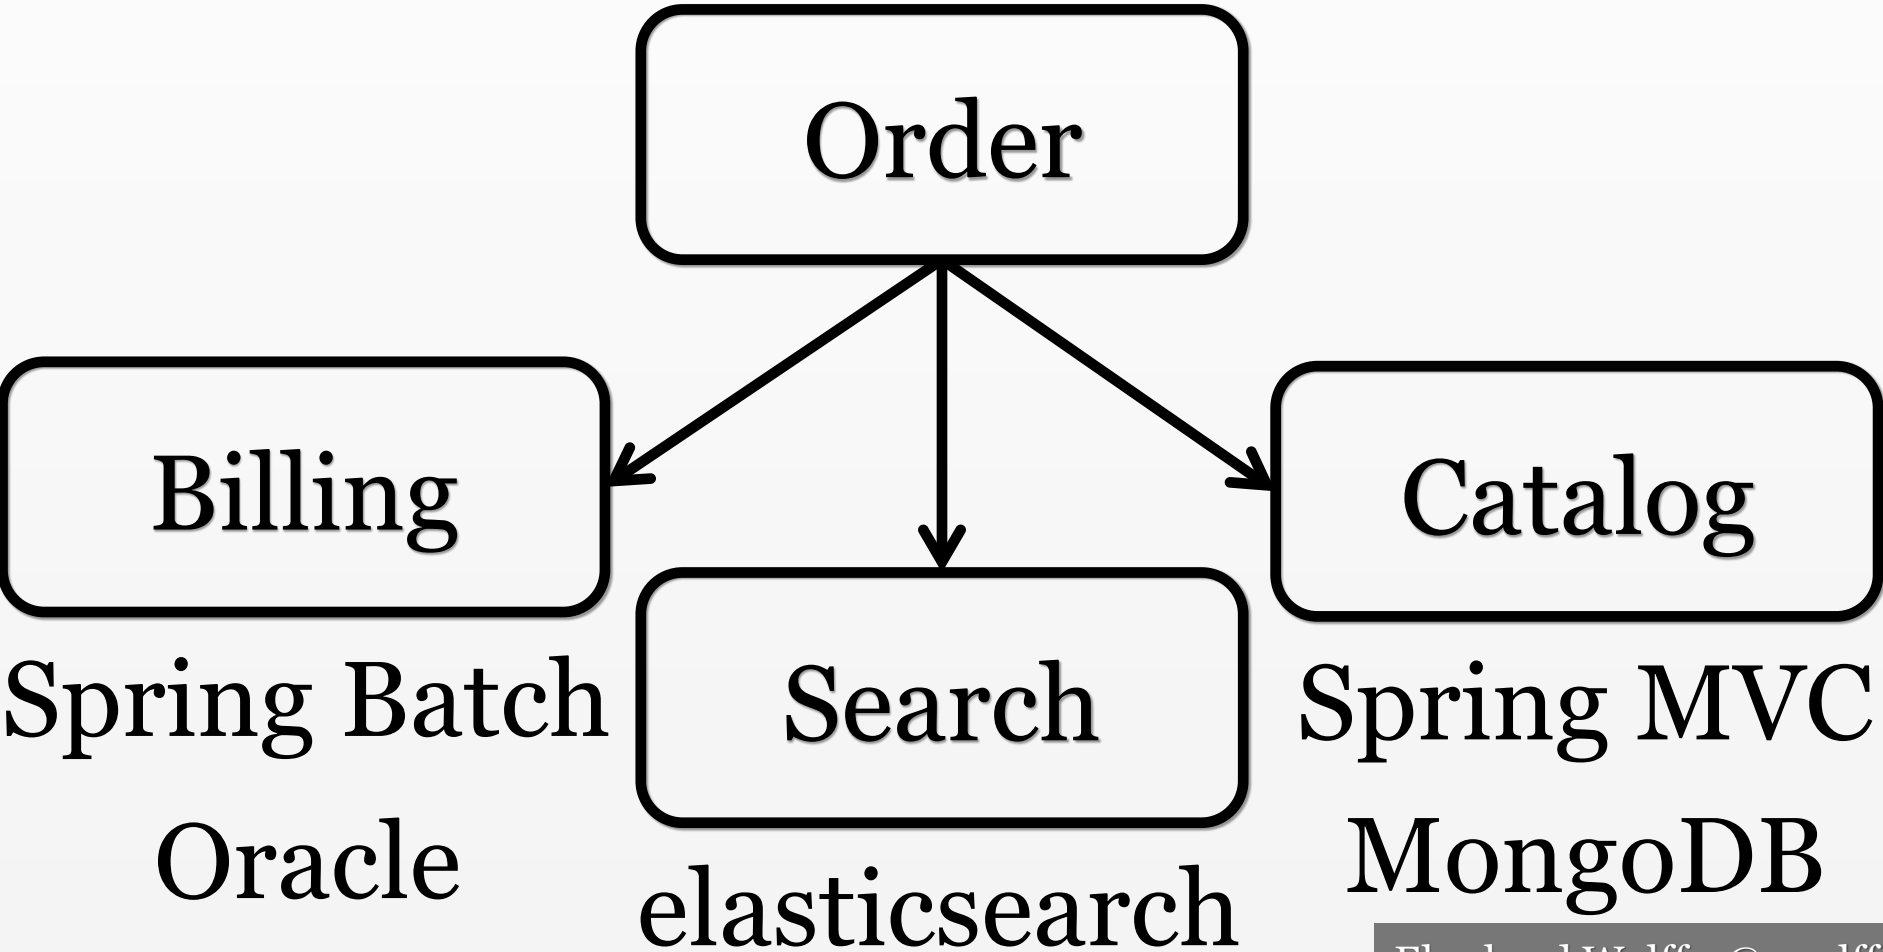 Order
Billing
Catalog
Search
Spring Batch
Spring MVC
Oracle
MongoDB
elasticsearch